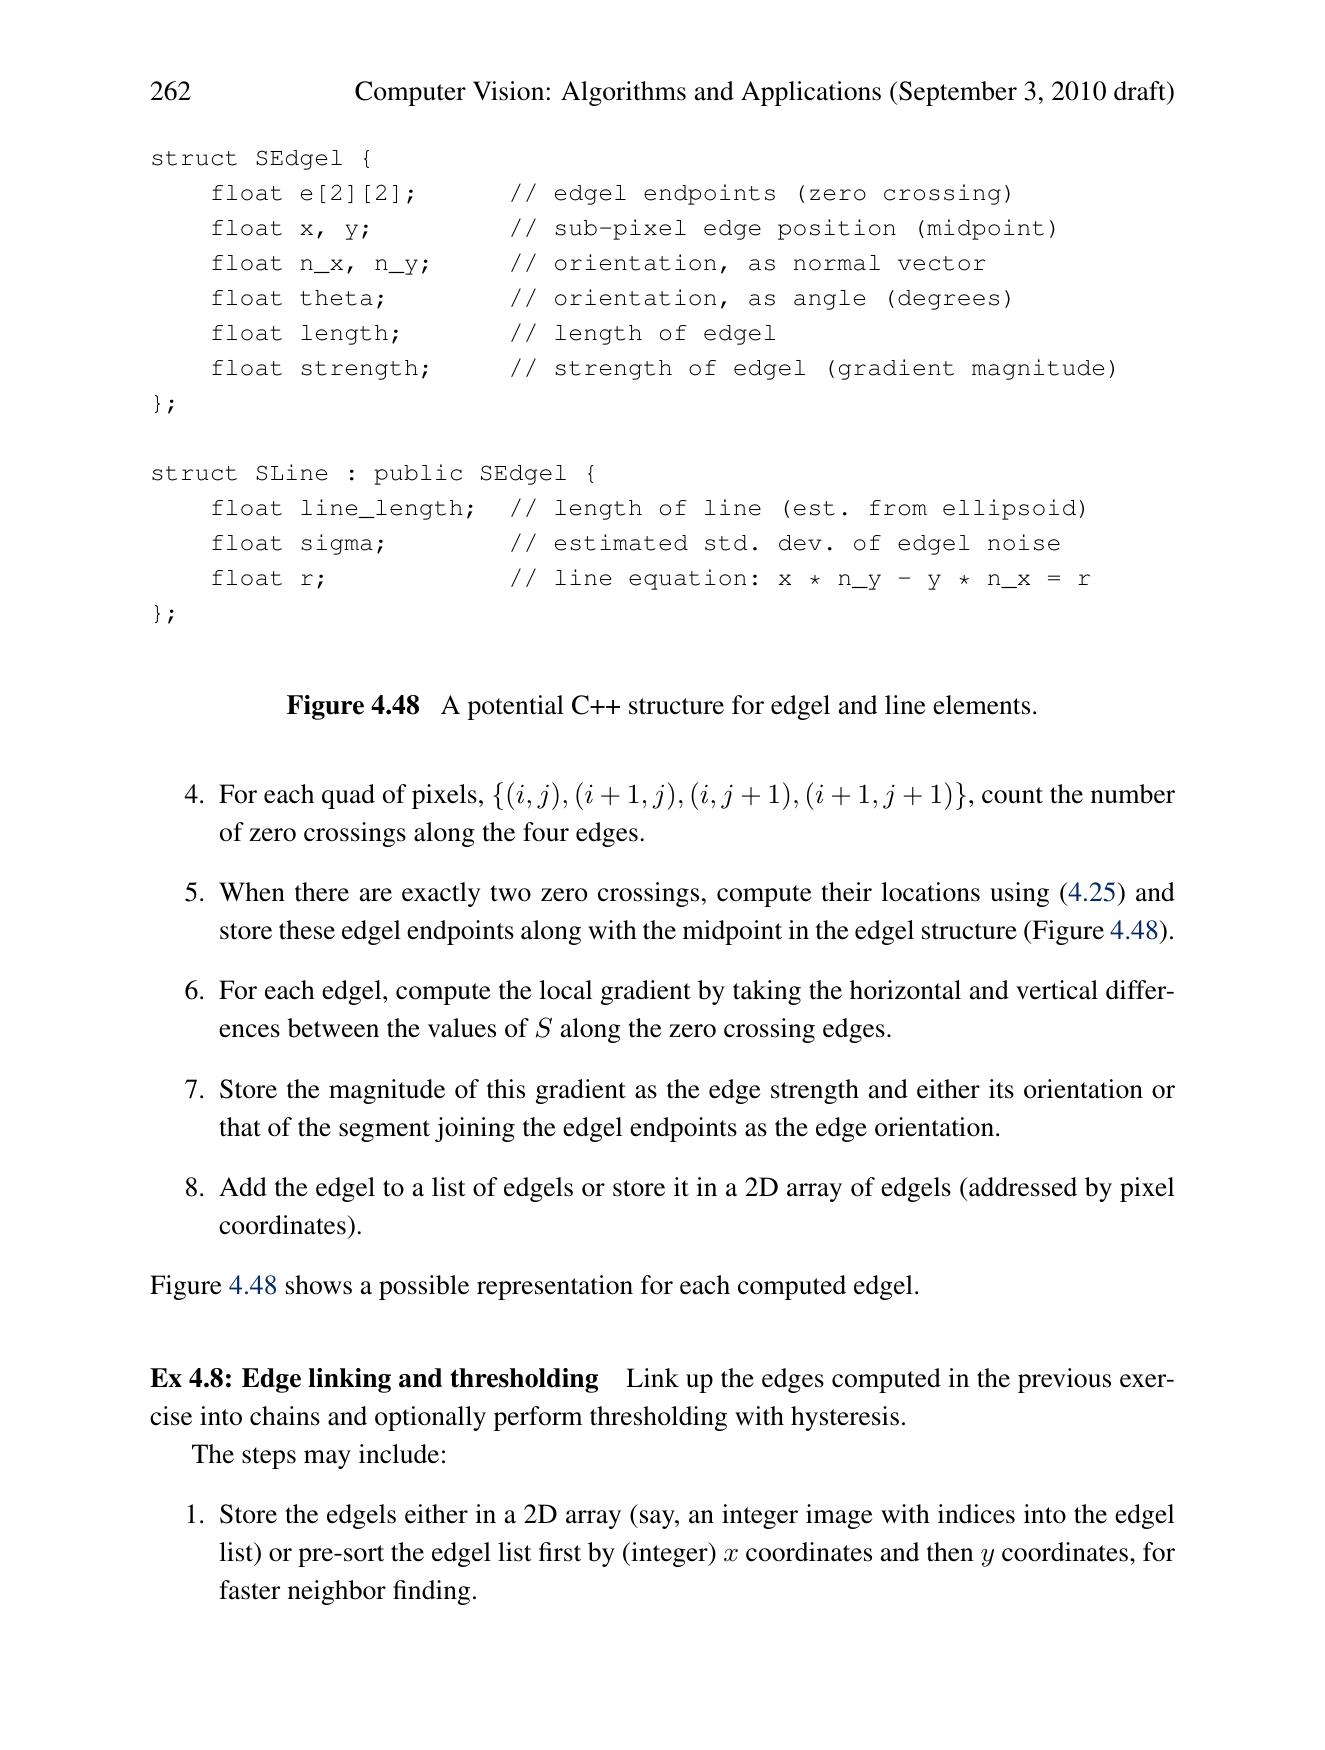 262 Computer Vision: Algorithms and Applications (September 3, 2010 draft)
struct SEdgel {
    float e[2][2];      // edgel endpoints (zero crossing)
    float x, y;         // sub-pixel edge position (midpoint)
    float n_x, n_y;     // orientation, as normal vector
    float theta;        // orientation, as angle (degrees)
    float length;       // length of edgel
    float strength;     // strength of edgel (gradient magnitude)
};
struct SLine : public SEdgel {
    float line_length;  // length of line (est. from ellipsoid)
    float sigma;        // estimated std. dev. of edgel noise
    float r;            // line equation: x * n_y - y * n_x = r
};
Figure 4.48 A potential C++ structure for edgel and line elements.
4. For each quad of pixels, {(i, j), (i + 1, j), (i, j + 1), (i + 1, j + 1)}, count the number
of zero crossings along the four edges.
5. When there are exactly two zero crossings, compute their locations using (4.25) and
store these edgel endpoints along with the midpoint in the edgel structure (Figure 4.48).
6. For each edgel, compute the local gradient by taking the horizontal and vertical differ-
ences between the values of S along the zero crossing edges.
7. Store the magnitude of this gradient as the edge strength and either its orientation or
that of the segment joining the edgel endpoints as the edge orientation.
8. Add the edgel to a list of edgels or store it in a 2D array of edgels (addressed by pixel
coordinates).
Figure 4.48 shows a possible representation for each computed edgel.
Ex 4.8: Edge linking and thresholding Link up the edges computed in the previous exer-
cise into chains and optionally perform thresholding with hysteresis.
The steps may include:
1. Store the edgels either in a 2D array (say, an integer image with indices into the edgel
list) or pre-sort the edgel list first by (integer) x coordinates and then y coordinates, for
faster neighbor finding.